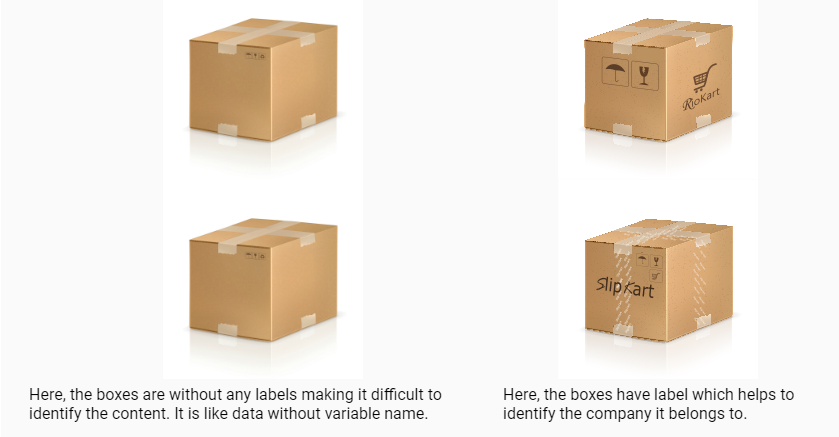 RioKart
SlipKart
Here, the boxes are without any labels making it difficult to
identify the content. It is like data without variable name.
Here, the boxes have label which helps to
identify the company it belongs to.